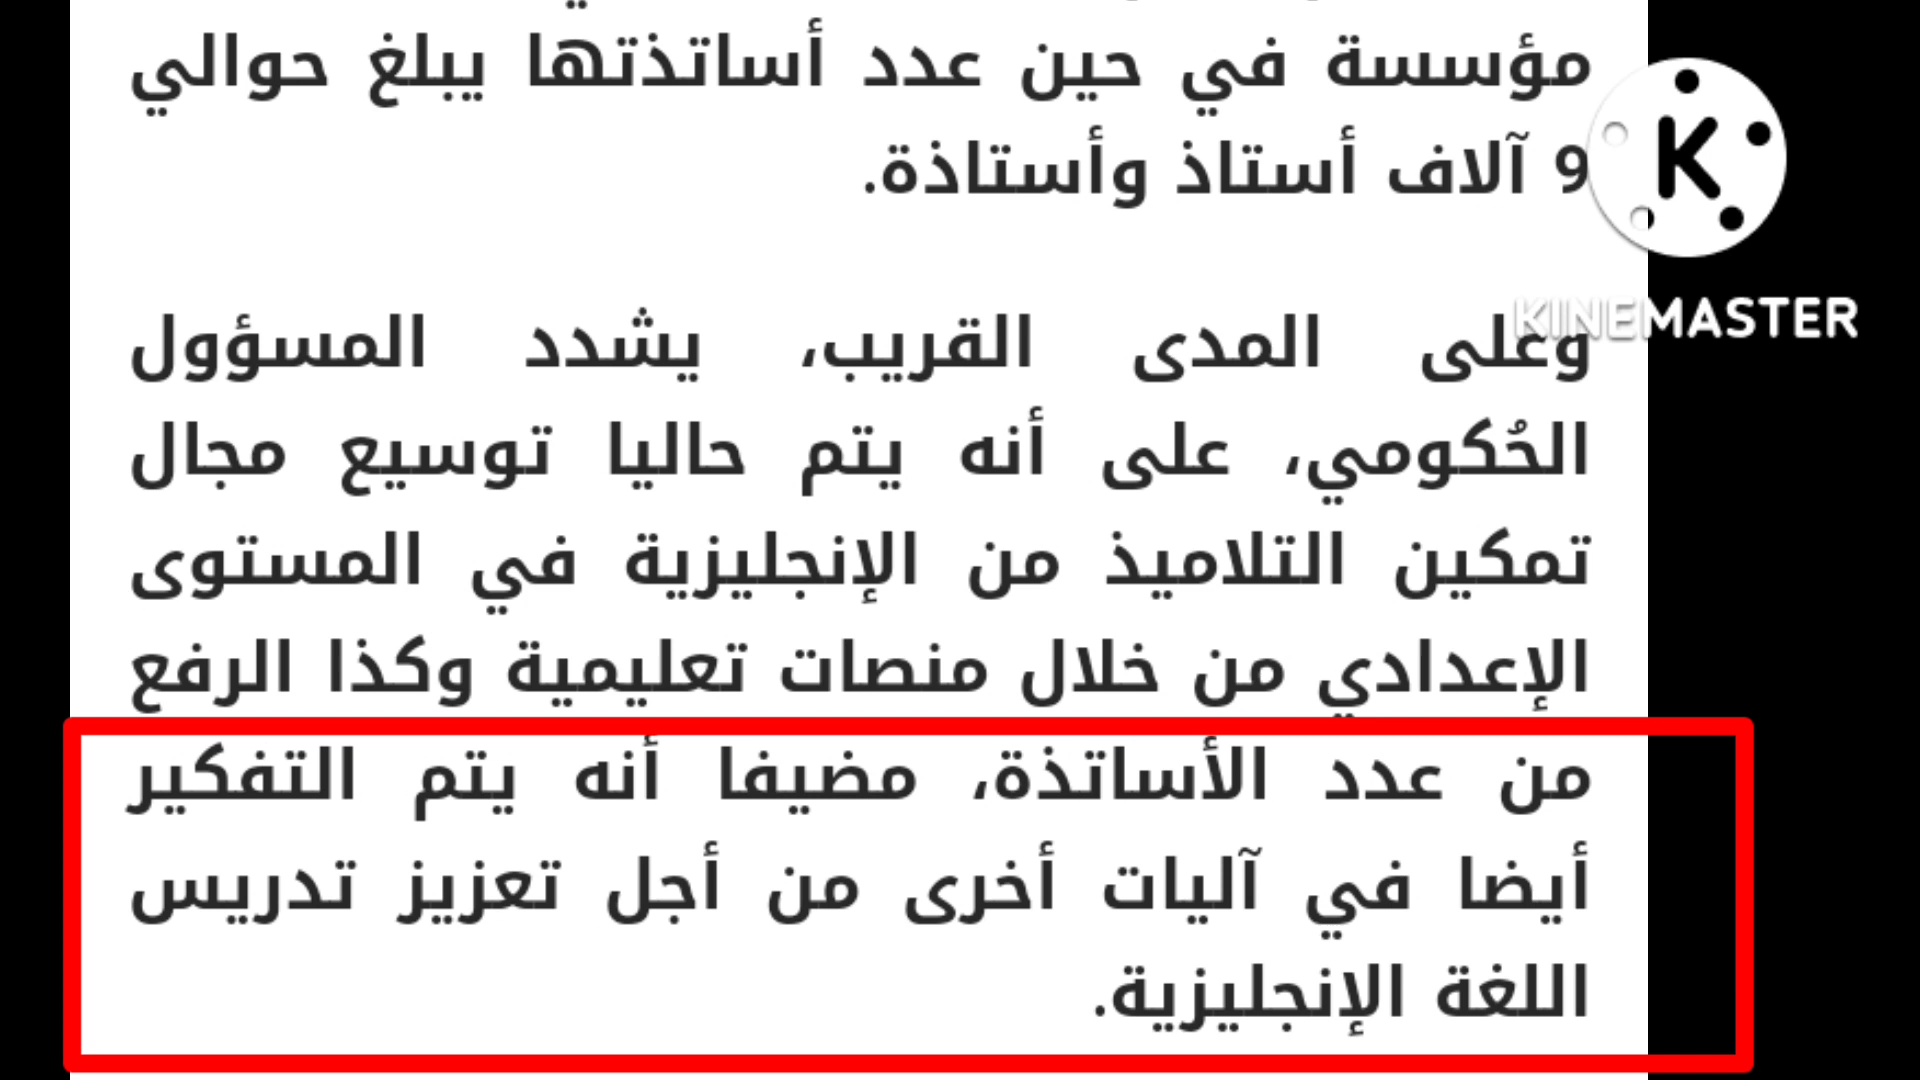 مؤسسة في حين عدد أساتذتها يبلغ حوالي
9 آلاف أستاذ وأستاذة.
K
KINEMASTER
وعلى المدى القريب، يشدد المسؤول
الحُكومي، على أنه يتم حاليا توسيع مجال
تمكين التلاميذ من الإنجليزية في المستوى
الإعدادي من خلال منصات تعليمية وكذا الرفع
من عدد الأساتذة، مضيفا أنه يتم التفكير
أيضا في آليات أخرى من أجل تعزيز تدريس
اللغة الإنجليزية.